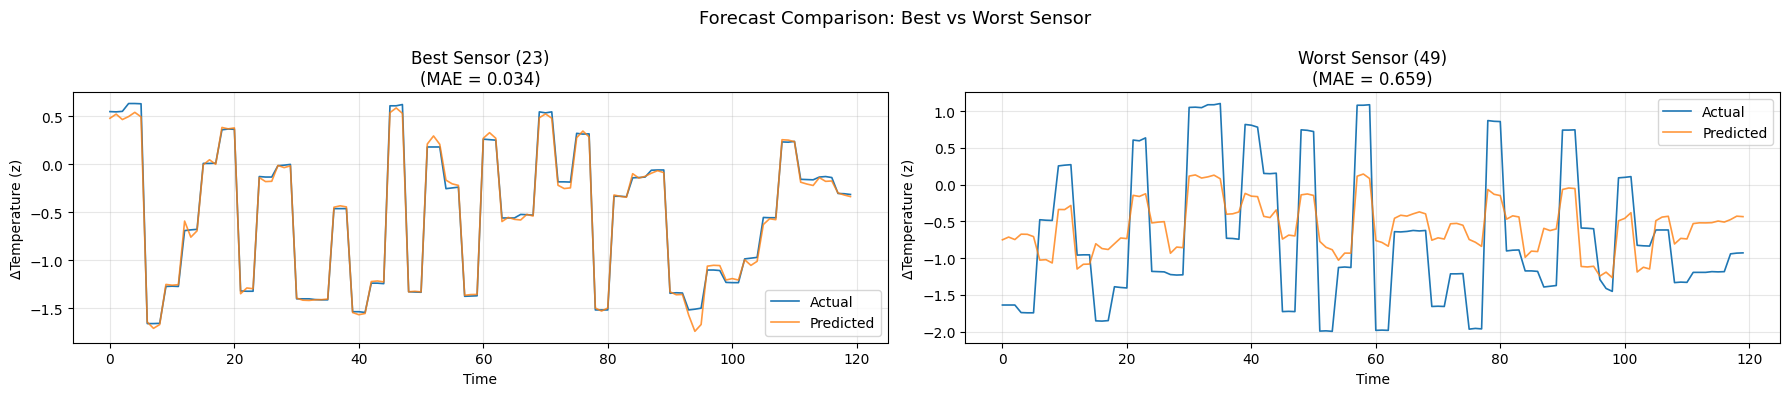 Forecast Comparison: Best vs Worst Sensor
Best Sensor (23)
(MAE = 0.034)
ΔTemperature (z)
0.5
0.0
−0.5
−1.0
−1.5
Actual
Predicted
0
20
40
60
80
100
120
Time
Worst Sensor (49)
(MAE = 0.659)
ΔTemperature (z)
1.0
0.5
0.0
−0.5
−1.0
−1.5
−2.0
Actual
Predicted
0
20
40
60
80
100
120
Time